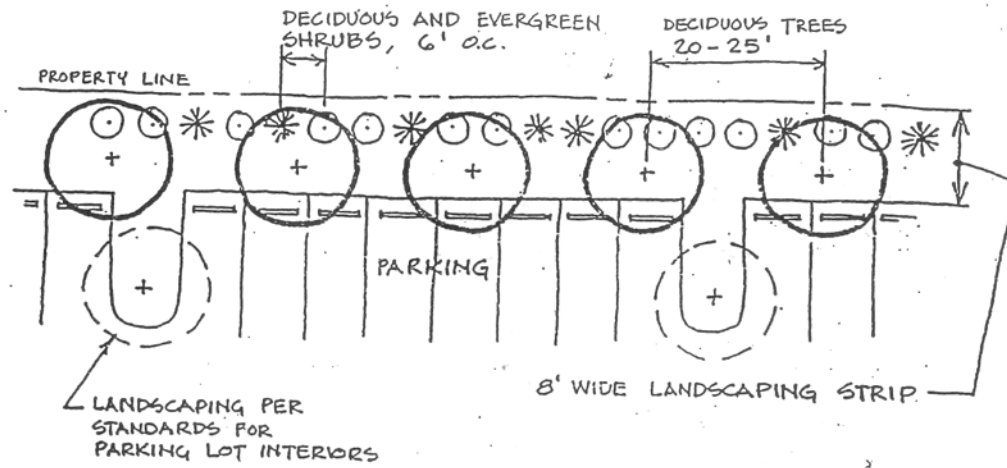 DECIDUOUS AND EVERGREEN
SHRUBS, 6' O.C.
DECIDUOUS TREES
20-25'
PROPERTY LINE
PARKING
8' WIDE LANDSCAPING STRIP
LANDSCAPING PER
STANDARDS FOR
PARKING LOT INTERIORS